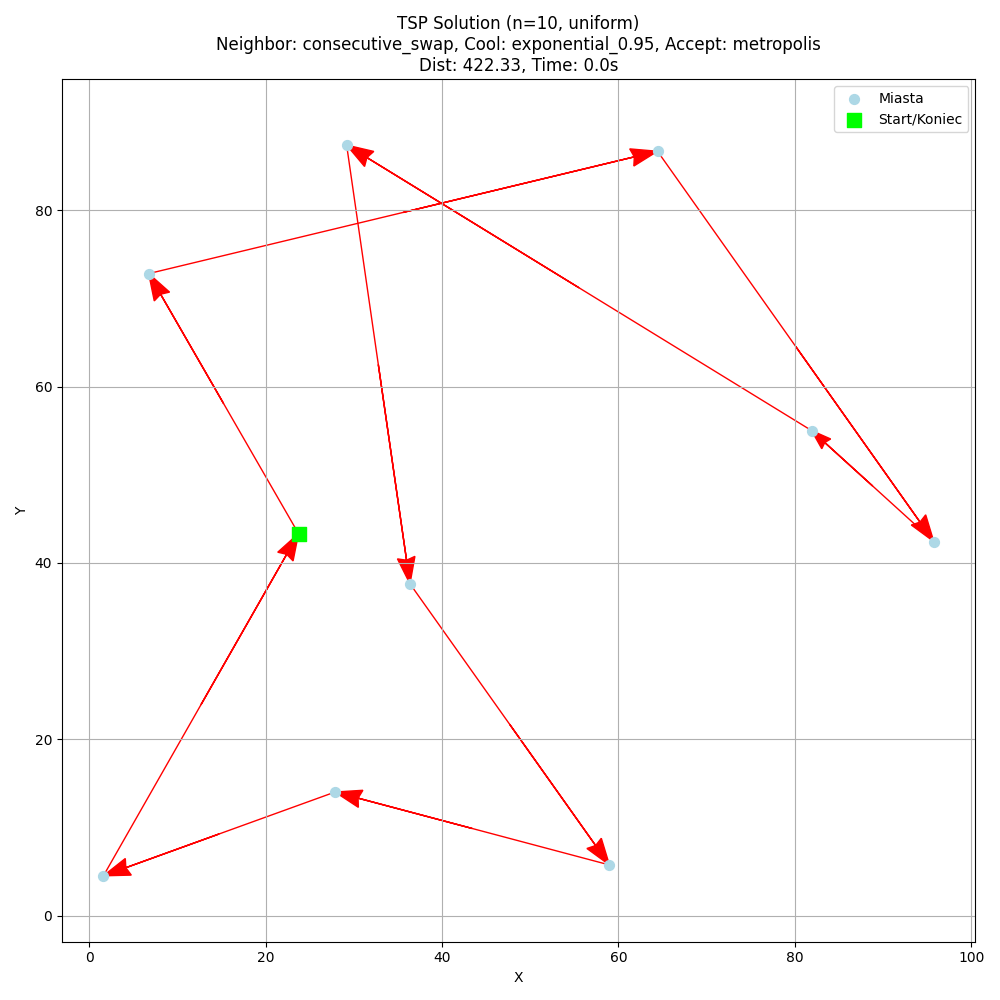 TSP Solution (n=10, uniform)
Neighbor: consecutive_swap, Cool: exponential_0.95, Accept: metropolis
Dist: 422.33, Time: 0.0s
Miasta
Start/Koniec
80
60
40
20
0
Y
0 20 40 60 80 100
X